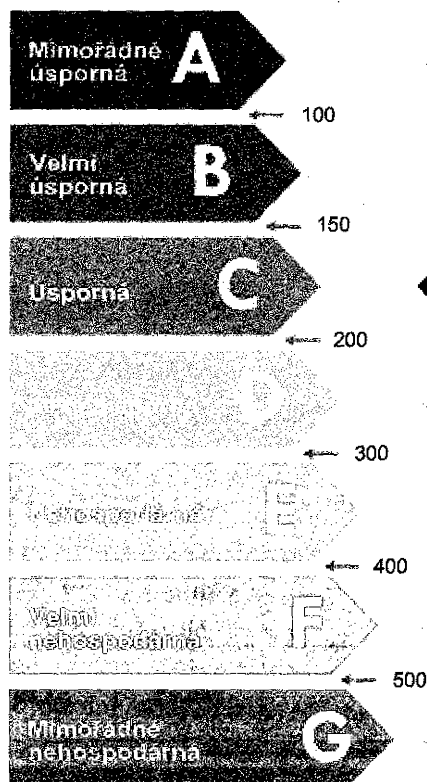 Mimořádně
úsporná
A
100
Velmi
úsporná
B
150
Úsporná
C
200
D
300
Nehospodárná
E
400
Velmi
nehospodárná
F
500
Mimořádně
nehospodárná
G